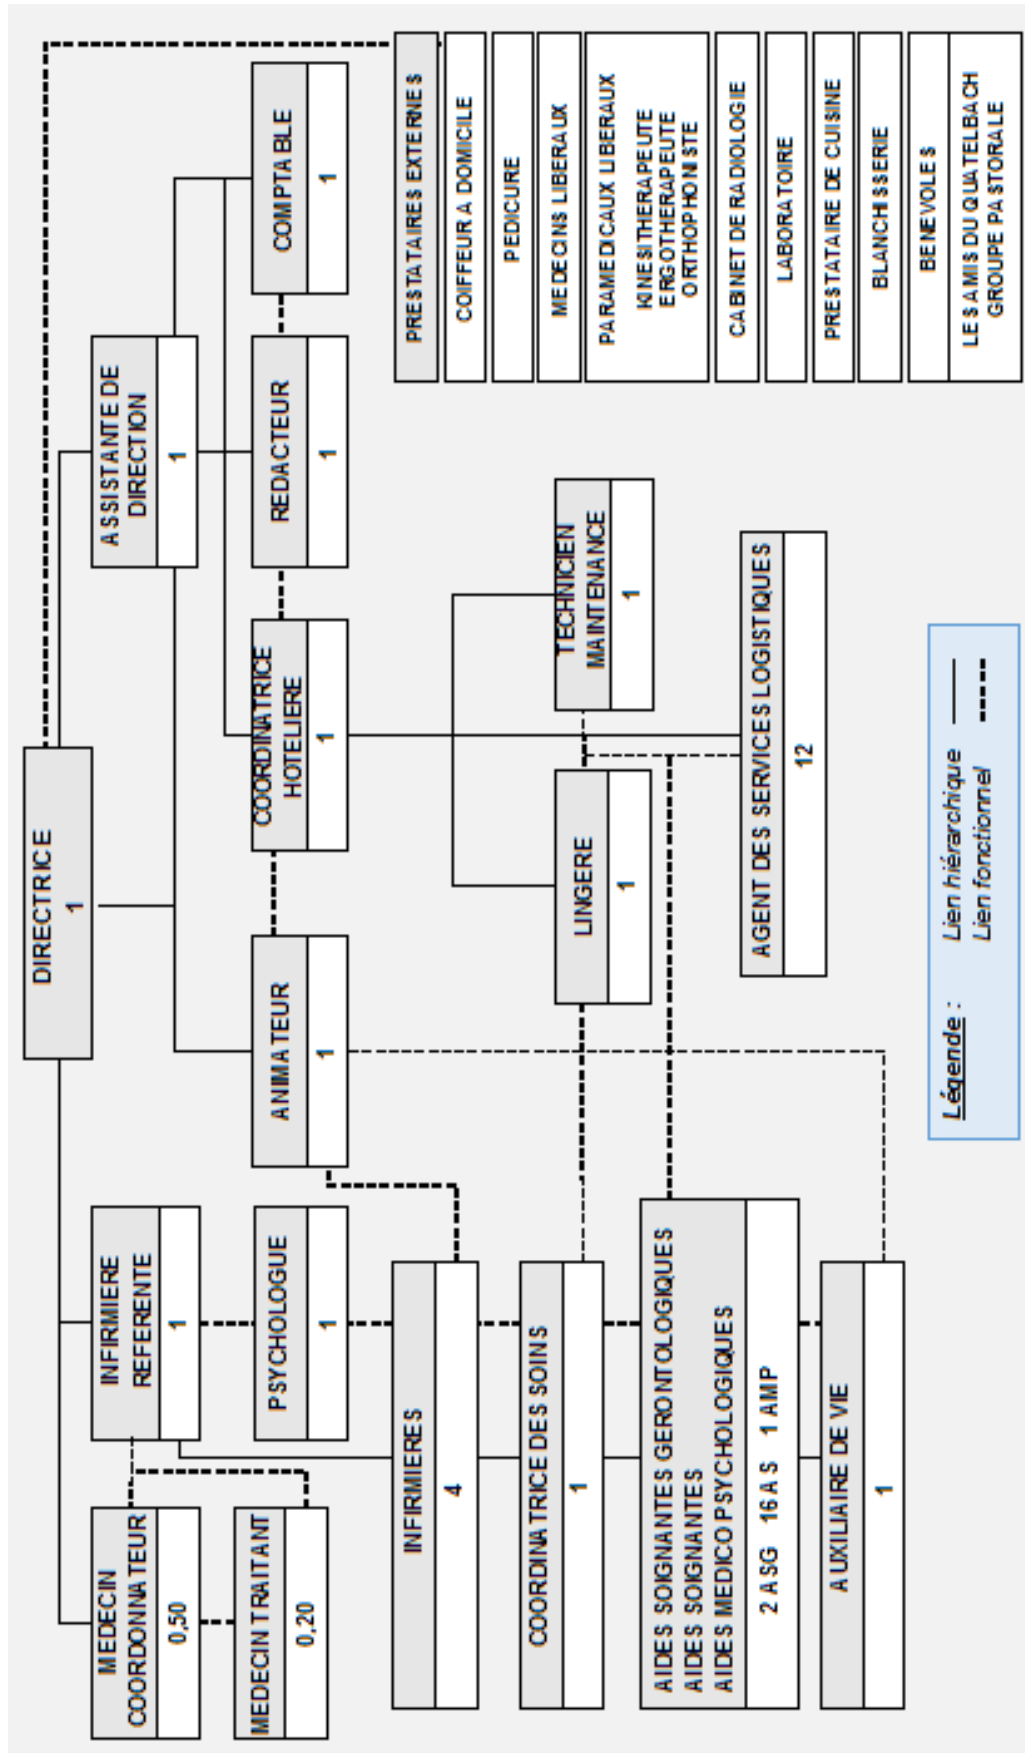 DIRECTRICE
1
MEDECIN
COORDONNATEUR
0,50
INFIRMIERE
REFERENTE
1
ASSISTANTE DE
DIRECTION
1
MEDECIN TRAITANT
0,20
PSYCHOLOGUE
1
ANIMATEUR
1
COORDINATRICE
HOTELIERE
1
REDACTEUR
1
COMPTABLE
1
INFIRMIERES
4
COORDINATRICE DES SOINS
1
LINGERE
1
TECHNICIEN
MAINTENANCE
1
AIDES SOIGNANTES GERONTOLOGIQUES
AIDES SOIGNANTES
AIDES MEDICO PSYCHOLOGIQUES
2 ASG 16 AS 1 AMP
AGENT DES SERVICES LOGISTIQUES
12
AUXILIAIRE DE VIE
1
PRESTATAIRES EXTERNES
COIFFEUR A DOMICILE
PEDICURE
MEDECINS LIBERAUX
PARAMEDICAUX LIBERAUX
KINESITHERAPEUTE
ERGOTHERAPEUTE
ORTHOPHONISTE
CABINET DE RADIOLOGIE
LABORATOIRE
PRESTATAIRE DE CUISINE
BLANCHISSERIE
BENEVOLES
LES AMIS DU QUATELBACH
GROUPE PASTORALE
Légende : Lien hiérarchique
Lien fonctionnel